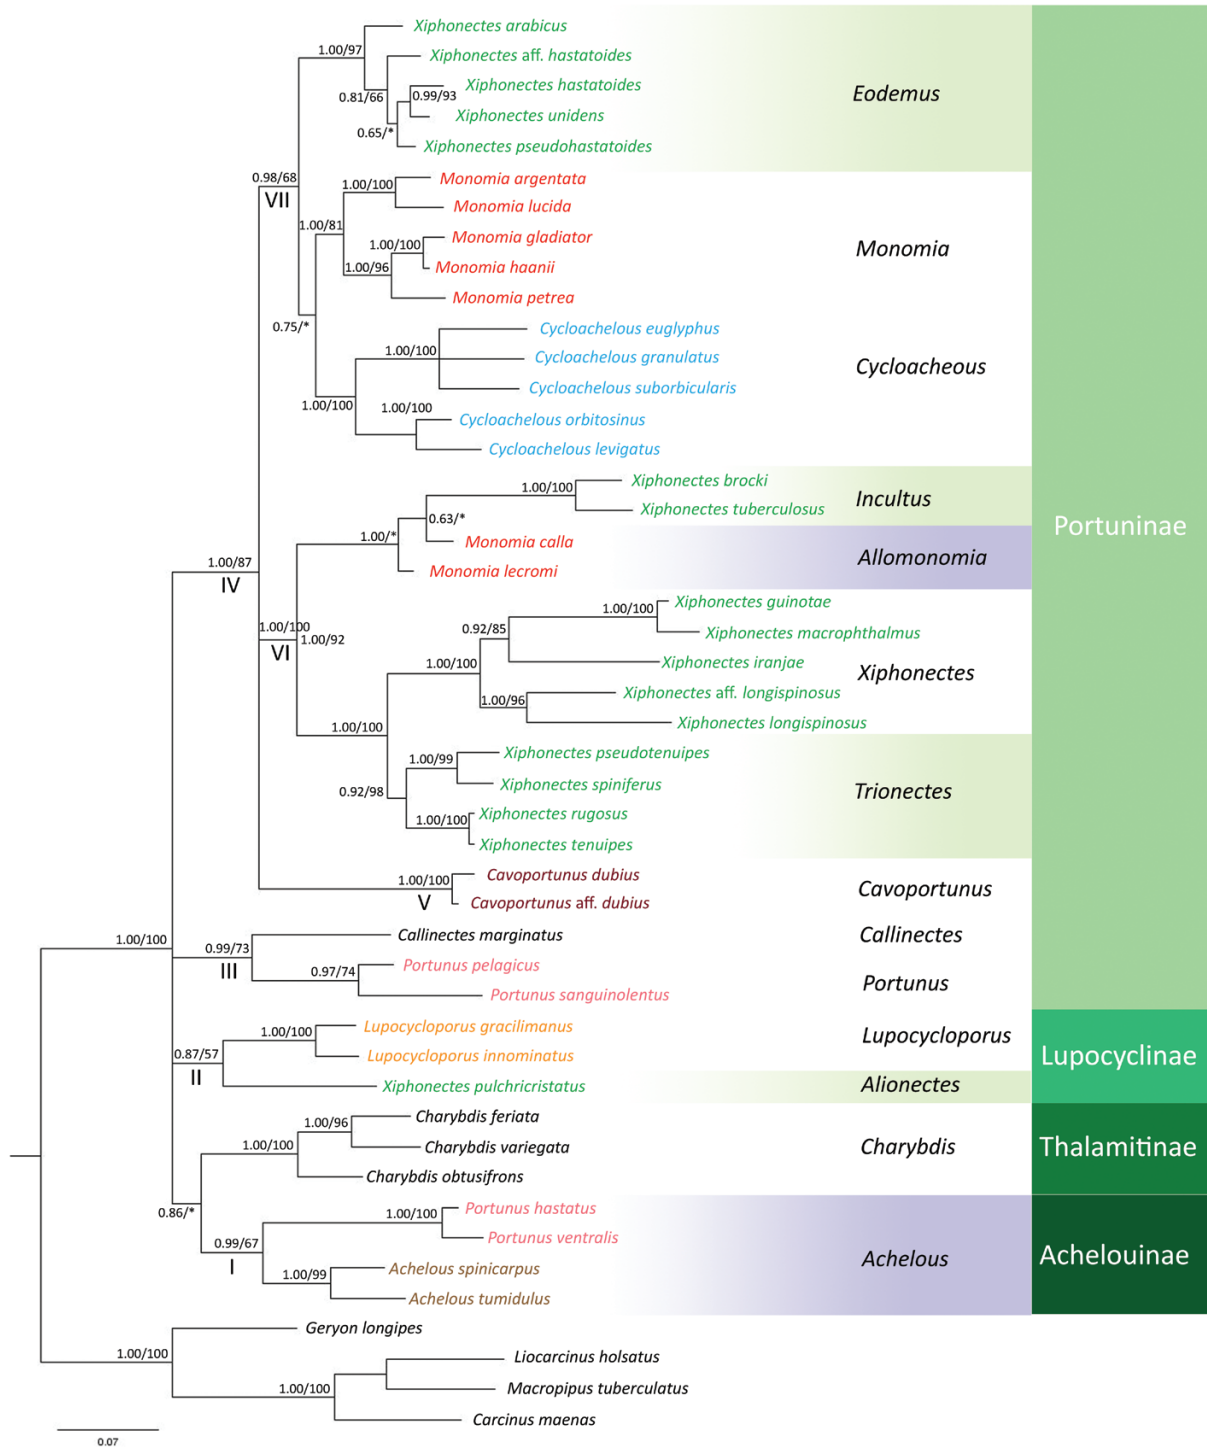 Xiphonectes arabicus
1.00/97
Xiphonectes aff. hastatoides
Xiphonectes hastatoides
0.81/66
0.99/93
Eodemus
Xiphonectes unidens
0.65/*
Xiphonectes pseudohastatoides
0.98/68
VII
Monomia argentata
1.00/100
Monomia lucida
1.00/81
Monomia gladiator
1.00/100
Monomia
Monomia haanii
1.00/96
Monomia petrea
0.75/*
Cycloachelous euglyphus
1.00/100
Cycloachelous granulatus
Cycloacheous
Cycloachelous suborbicularis
1.00/100
1.00/100
Cycloachelous orbitosinus
Cycloachelous levigatus
Xiphonectes brocki
1.00/100
Incultus
Xiphonectes tuberculosus
0.63/*
Portuninae
1.00/*
Monomia calla
Allomonomia
Monomia lecromi
1.00/87
IV
Xiphonectes guinotae
1.00/100
1.00/100
1.00/92
VI
0.92/85
Xiphonectes macrophthalmus
Xiphonectes iranjae
1.00/100
Xiphonectes
Xiphonectes aff. longispinosus
1.00/96
Xiphonectes longispinosus
1.00/100
Xiphonectes pseudotenuipes
1.00/99
Xiphonectes spiniferus
0.92/98
Trionectes
Xiphonectes rugosus
1.00/100
Xiphonectes tenuipes
Cavoportunus dubius
1.00/100
V
Cavoportunus
Cavoportunus aff. dubius
1.00/100
Callinectes marginatus
Callinectes
0.99/73
III
Portunus pelagicus
0.97/74
Portunus
Portunus sanguinolentus
Lupocycloporus gracilimanus
1.00/100
Lupocycloporus
Lupocycloporus innominatus
Lupocyclinae
0.87/57
II
Xiphonectes pulchricristatus
Alionectes
Charybdis feriata
1.00/96
1.00/100
Charybdis variegata
Charybdis
Thalamitinae
Charybdis obtusifrons
0.86/*
Portunus hastatus
1.00/100
Portunus ventralis
0.99/67
I
Achelous
Achelouinae
Achelous spinicarpus
1.00/99
Achelous tumidulus
Geryon longipes
1.00/100
Liocarcinus holsatus
1.00/100
Macropipus tuberculatus
Carcinus maenas
0.07